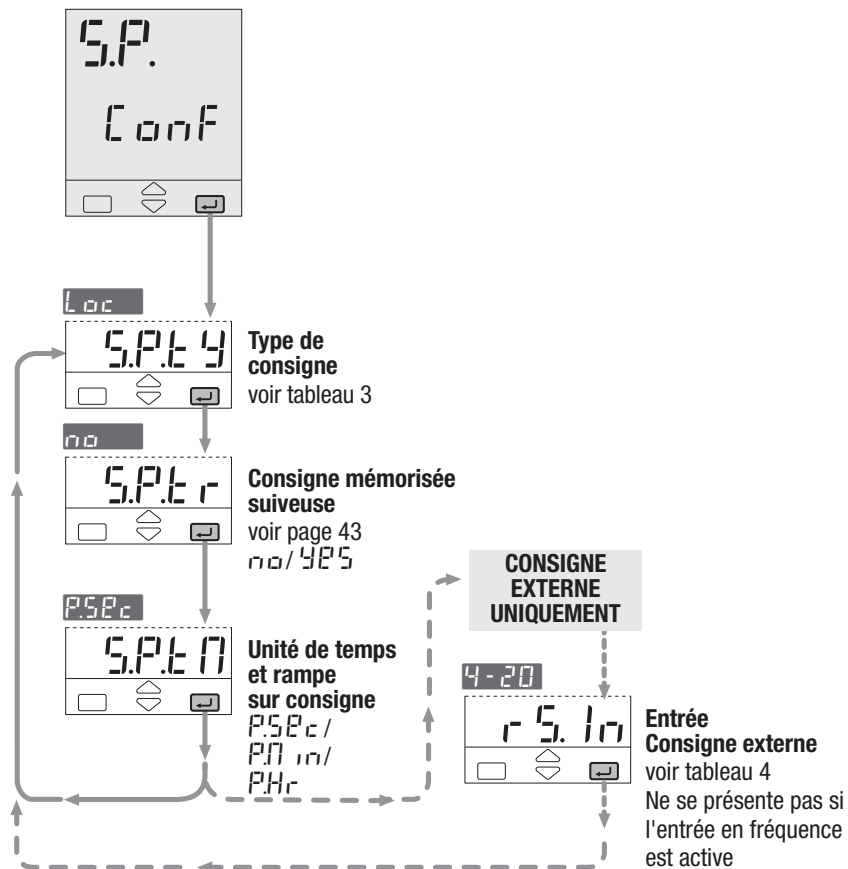 S.P.
Conf
Loc
S.P.tY
Type de
consigne
voir tableau 3
no
S.P.tr
Consigne mémorisée
suiveuse
voir page 43
no/YeS
P.SEc
S.P.tM
Unité de temps
et rampe
sur consigne
P.SEc/
P.Min/
P.Hr
CONSIGNE
EXTERNE
UNIQUEMENT
4-20
rS.In
Entrée
Consigne externe
voir tableau 4
Ne se présente pas si
l'entrée en fréquence
est active